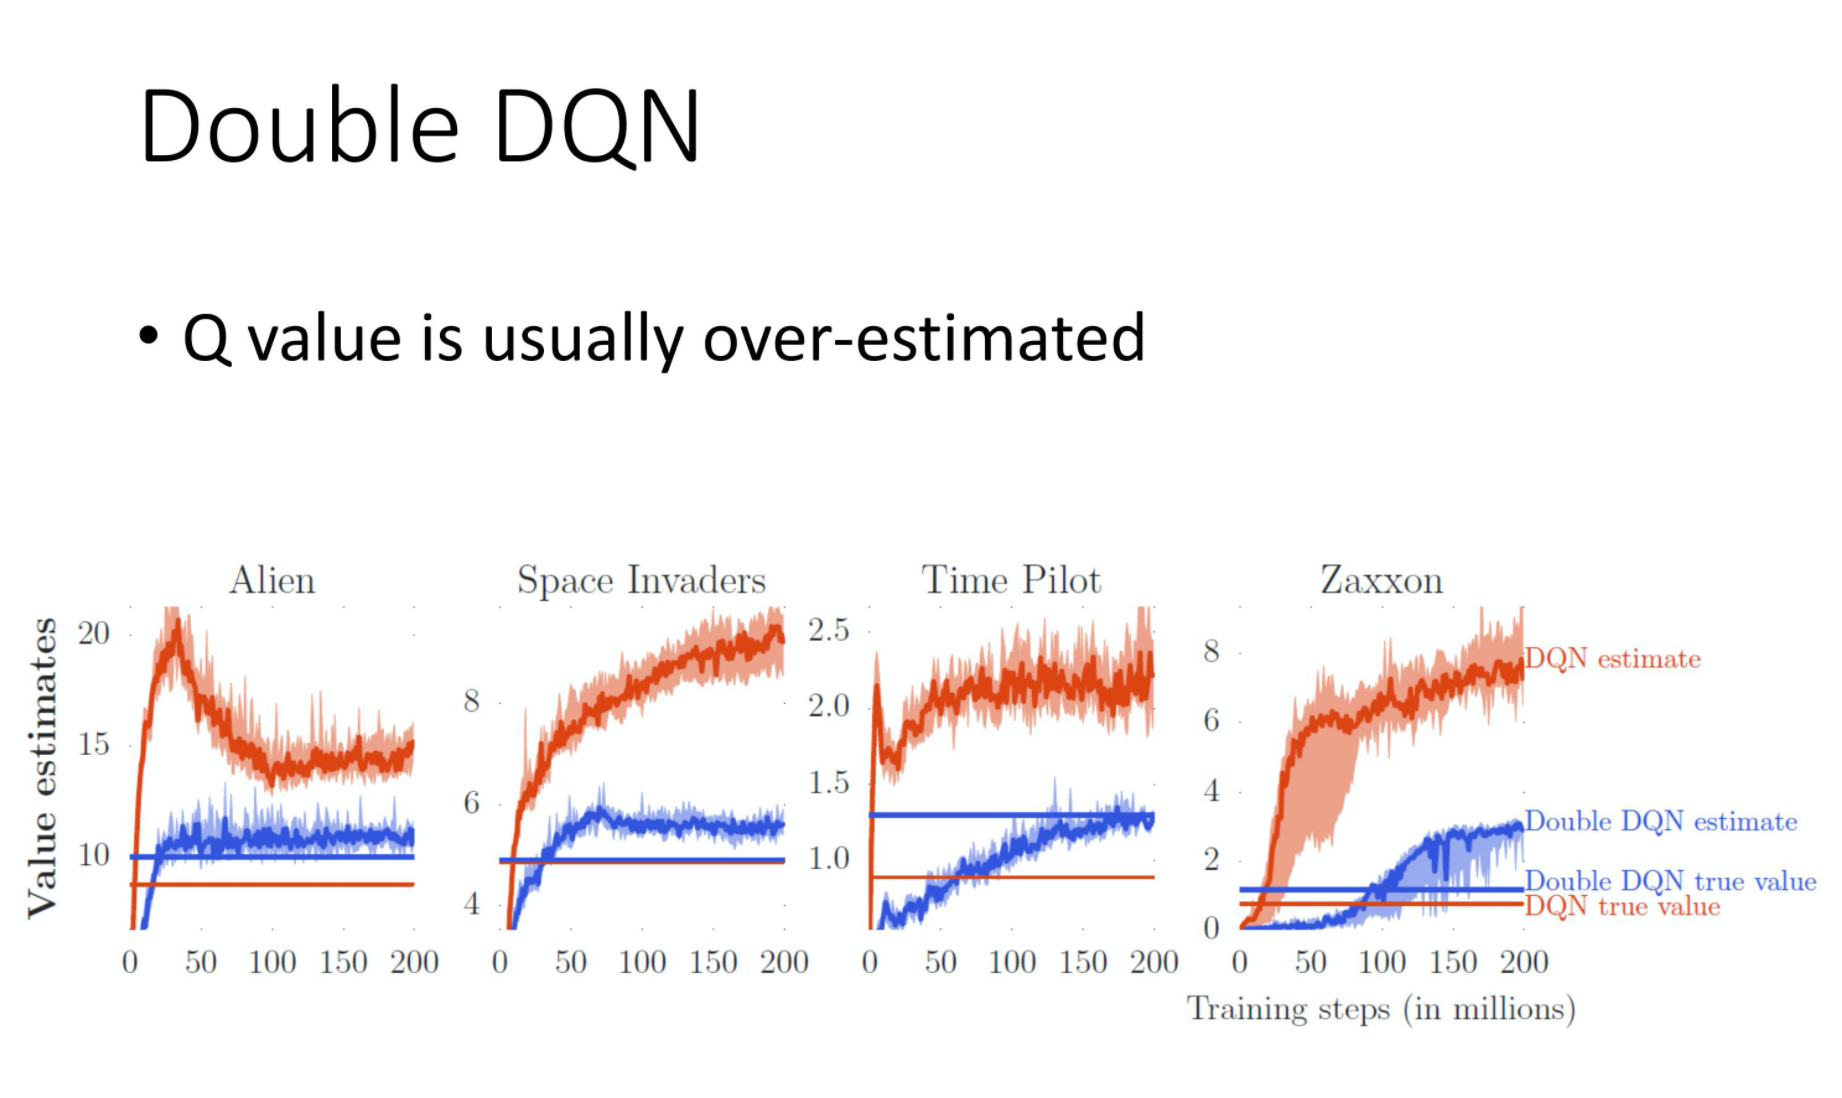 Double DQN
• Q value is usually over-estimated
Alien
Space Invaders
Time Pilot
Zaxxon
Value estimates
20
15
10
0 50 100 150 200
8
6
4
0 50 100 150 200
2.5
2.0
1.5
1.0
0 50 100 150 200
8
6
4
2
0
0 50 100 150 200
DQN estimate
Double DQN estimate
Double DQN true value
DQN true value
Training steps (in millions)